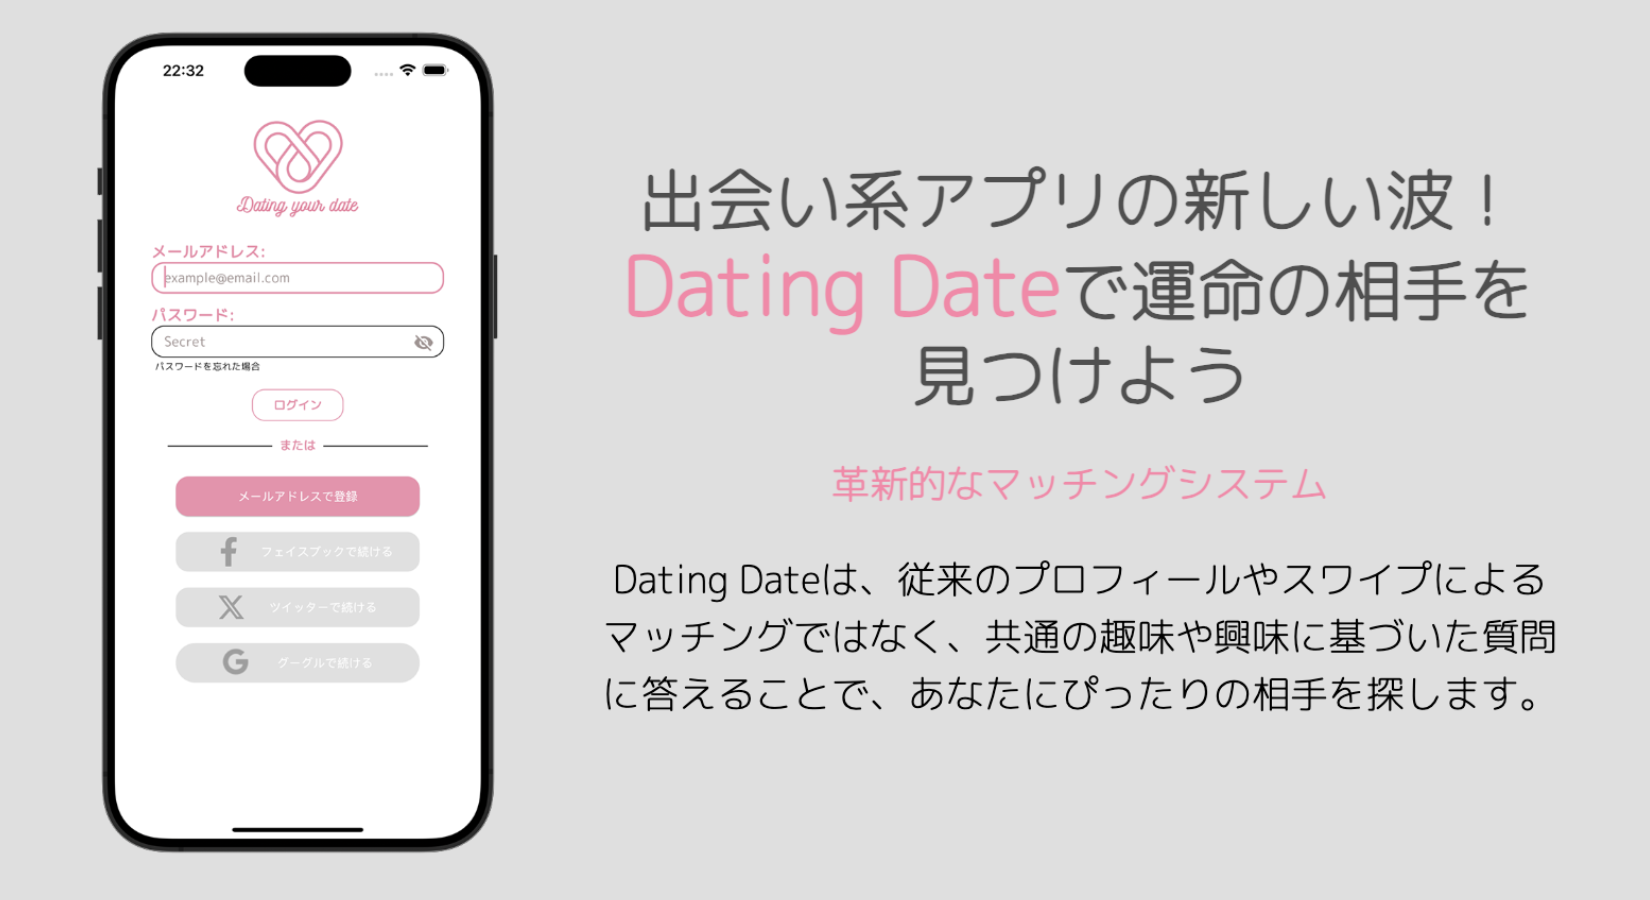 22:32
Dating your date
メールアドレス:
example@email.com
パスワード:
Secret
パスワードを忘れた場合
ログイン
または
メールアドレスで登録
フェイスブックで続ける
ツイッターで続ける
グーグルで続ける
出会い系アプリの新しい波！
Dating Dateで運命の相手を
見つけよう
革新的なマッチングシステム
Dating Dateは、従来のプロフィールやスワイプによる
マッチングではなく、共通の趣味や興味に基づいた質問
に答えることで、あなたにぴったりの相手を探します。